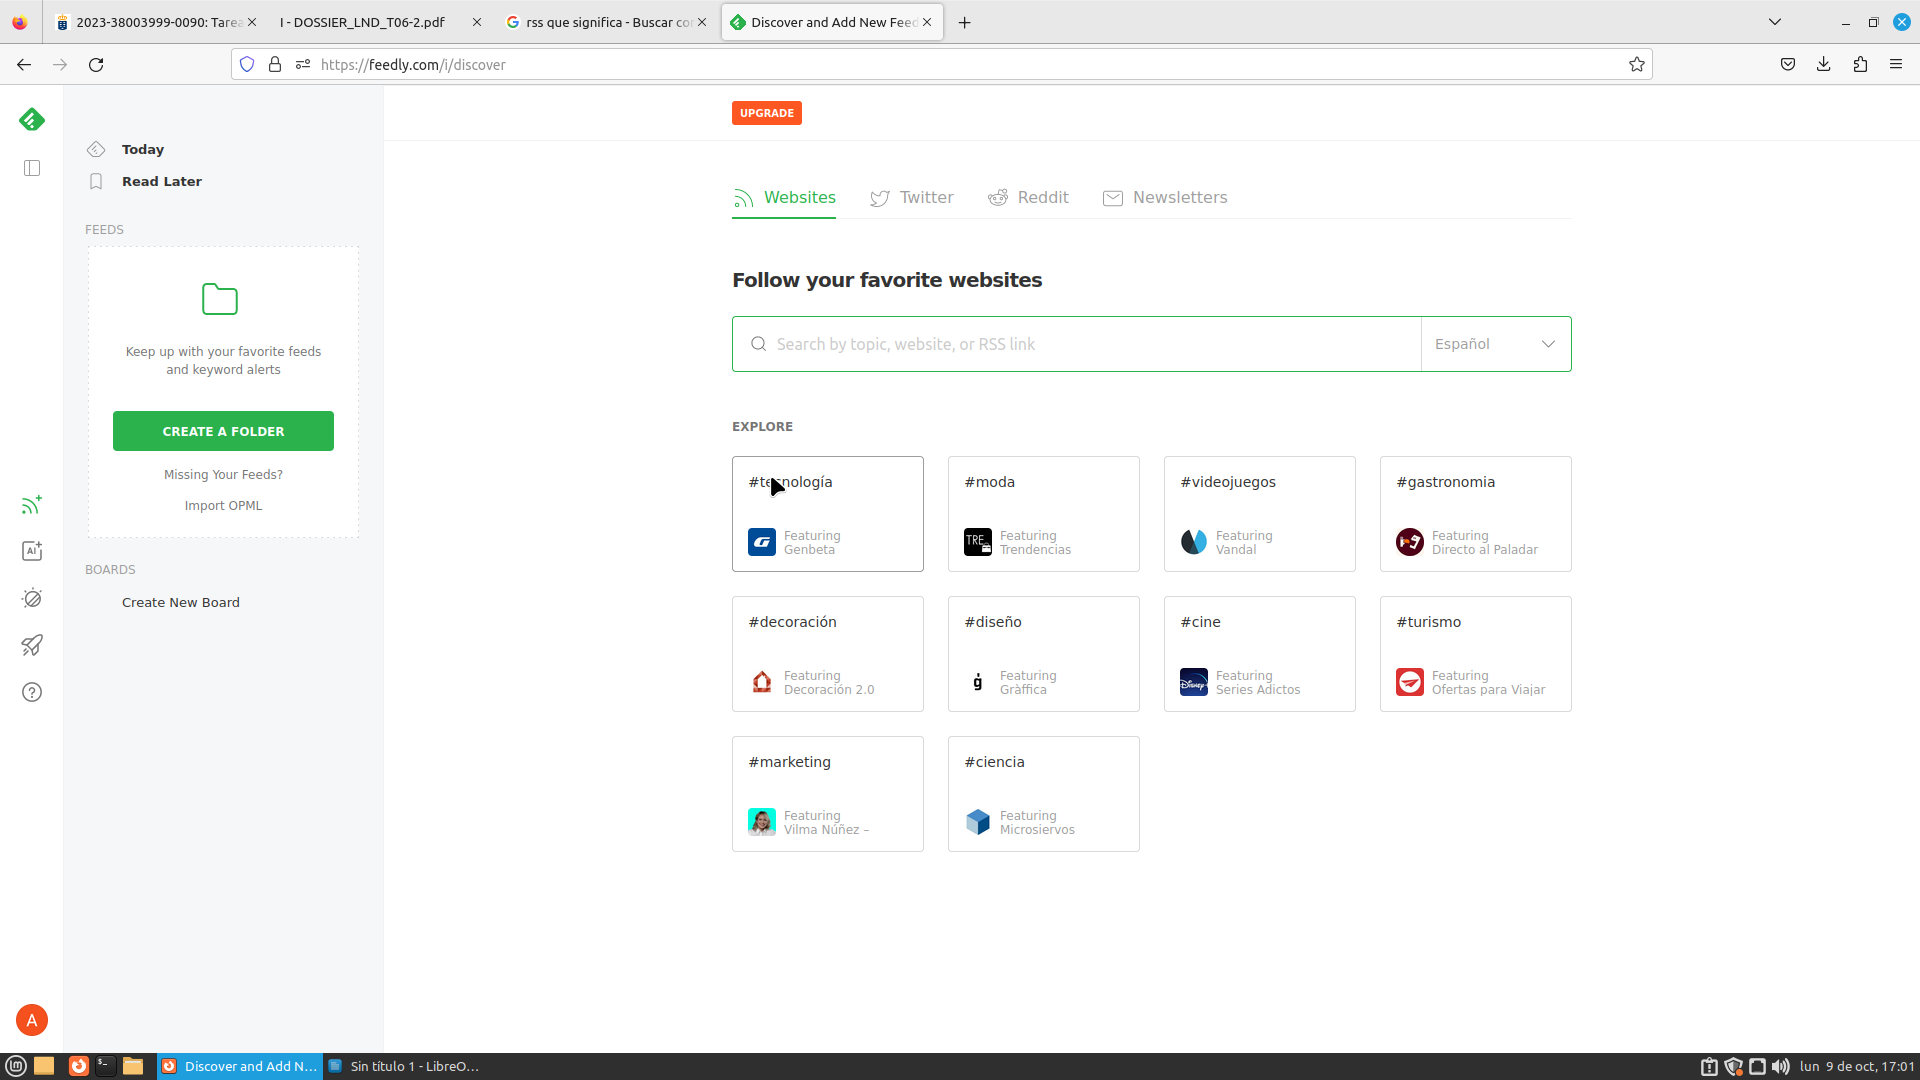 2023-38003999-0090: Tarea
I - DOSSIER_LND_T06-2.pdf
rss que significa - Buscar co
Discover and Add New Feed
https://feedly.com/i/discover
UPGRADE
Today
Read Later
FEEDS
Keep up with your favorite feeds
and keyword alerts
CREATE A FOLDER
Missing Your Feeds?
Import OPML
BOARDS
Create New Board
AI
A
Websites
Twitter
Reddit
Newsletters
Follow your favorite websites
Search by topic, website, or RSS link
Español
EXPLORE
#tecnología
Featuring
Genbeta
#moda
TRE
Featuring
Trendencias
#videojuegos
Featuring
Vandal
#gastronomia
Featuring
Directo al Paladar
#decoración
Featuring
Decoración 2.0
#diseño
Featuring
Gràffica
#cine
Disney+
Featuring
Series Adictos
#turismo
Featuring
Ofertas para Viajar
#marketing
Featuring
Vilma Núñez –
#ciencia
Featuring
Microsiervos
Discover and Add N...
Sin título 1 - LibreO...
lun 9 de oct, 17:01